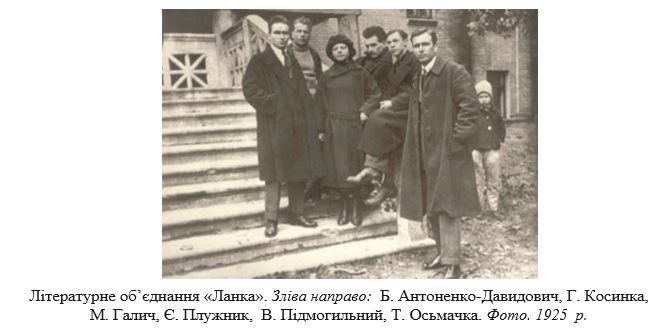 Літературне об’єднання «Ланка». Зліва направо: Б. Антоненко-Давидович, Г. Косинка,
М. Галич, Є. Плужник, В. Підмогильний, Т. Осьмачка. Фото. 1925 р.